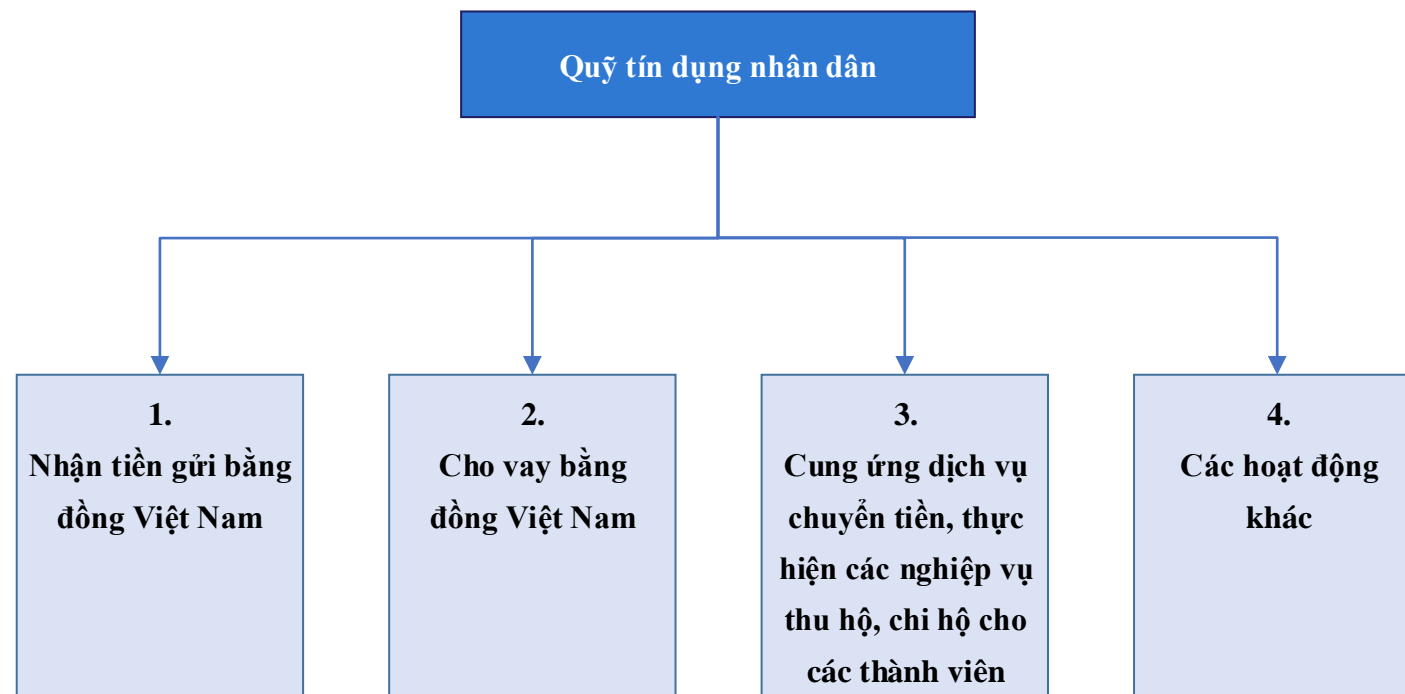 Quỹ tín dụng nhân dân
1.
Nhận tiền gửi bằng
đồng Việt Nam
2.
Cho vay bằng
đồng Việt Nam
3.
Cung ứng dịch vụ
chuyển tiền, thực
hiện các nghiệp vụ
thu hộ, chi hộ cho
các thành viên
4.
Các hoạt động
khác